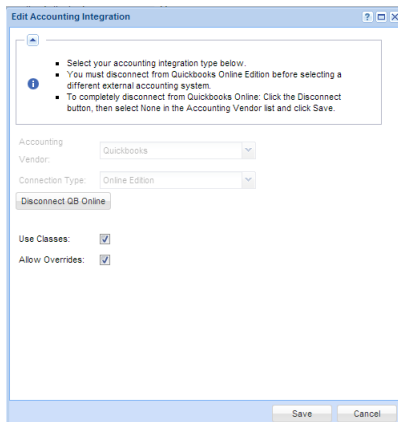 Edit Accounting Integration
Select your accounting integration type below.
You must disconnect from Quickbooks Online Edition before selecting a
different external accounting system.
To completely disconnect from Quickbooks Online: Click the Disconnect
button, then select None in the Accounting Vendor list and click Save.
Accounting
Vendor:
Quickbooks
Connection Type:
Online Edition
Disconnect QB Online
Use Classes:
Allow Overrides:
Save
Cancel